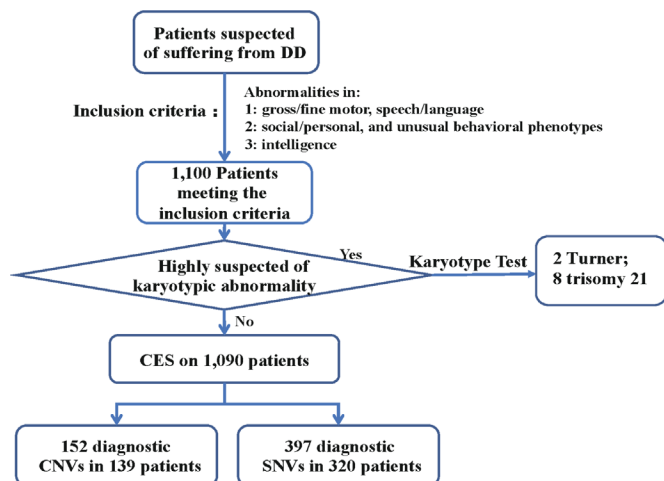 Patients suspected
of suffering from DD
Inclusion criteria：
Abnormalities in:
1: gross/fine motor, speech/language
2: social/personal, and unusual behavioral phenotypes
3: intelligence
1,100 Patients
meeting the
inclusion criteria
Highly suspected of
karyotypic abnormality
Yes
Karyotype Test
2 Turner;
8 trisomy 21
No
CES on 1,090 patients
152 diagnostic
CNVs in 139 patients
397 diagnostic
SNVs in 320 patients